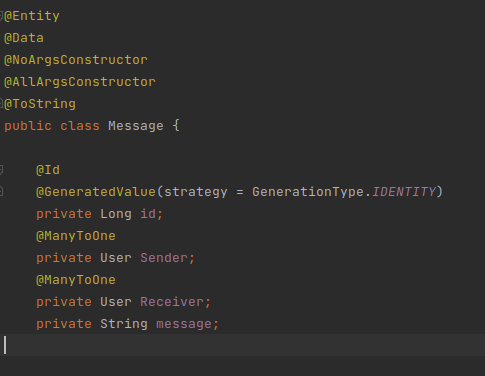 @Entity
@Data
@NoArgsConstructor
@AllArgsConstructor
@ToString
public class Message {
@Id
@GeneratedValue(strategy = GenerationType.IDENTITY)
private Long id;
@ManyToOne
private User Sender;
@ManyToOne
private User Receiver;
private String message;